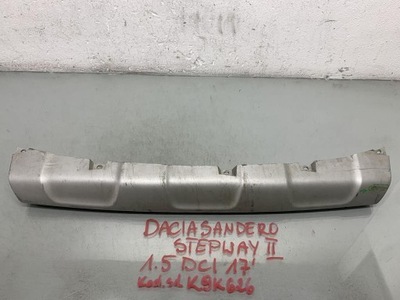 DACIA SANDERO
STEPWAY II
1.5 DCI 17'
Kod.sil K9K626